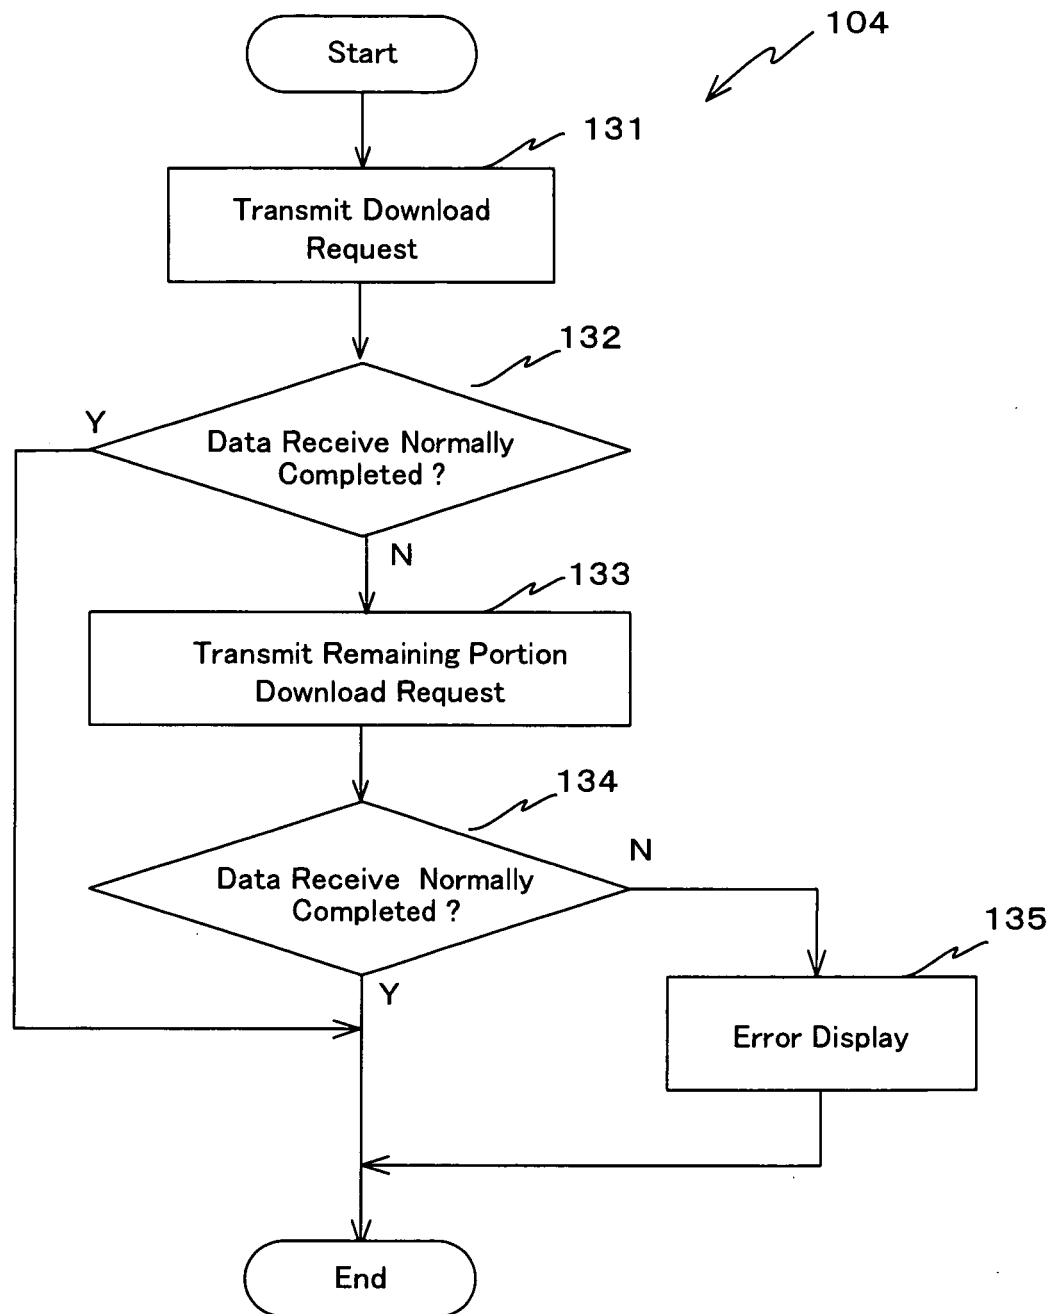 104
Start
131
Transmit Download
Request
132
Y
Data Receive Normally
Completed ?
N
133
Transmit Remaining Portion
Download Request
134
N
Data Receive Normally
Completed ?
135
Y
Error Display
End